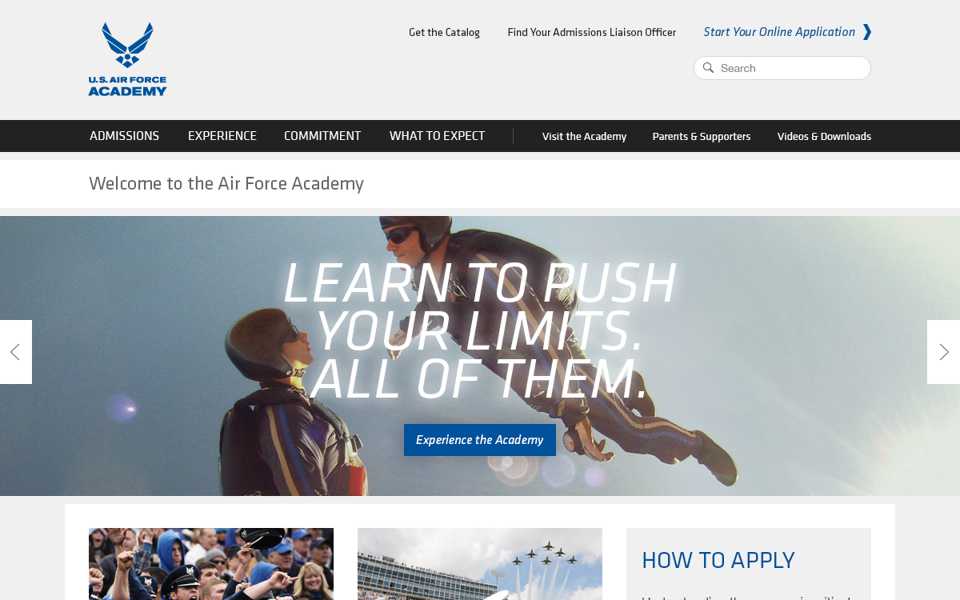 U.S. AIR FORCE
ACADEMY
Get the Catalog
Find Your Admissions Liaison Officer
Start Your Online Application
Search
ADMISSIONS
EXPERIENCE
COMMITMENT
WHAT TO EXPECT
Visit the Academy
Parents & Supporters
Videos & Downloads
Welcome to the Air Force Academy
LEARN TO PUSH
YOUR LIMITS.
ALL OF THEM.
Experience the Academy
HOW TO APPLY